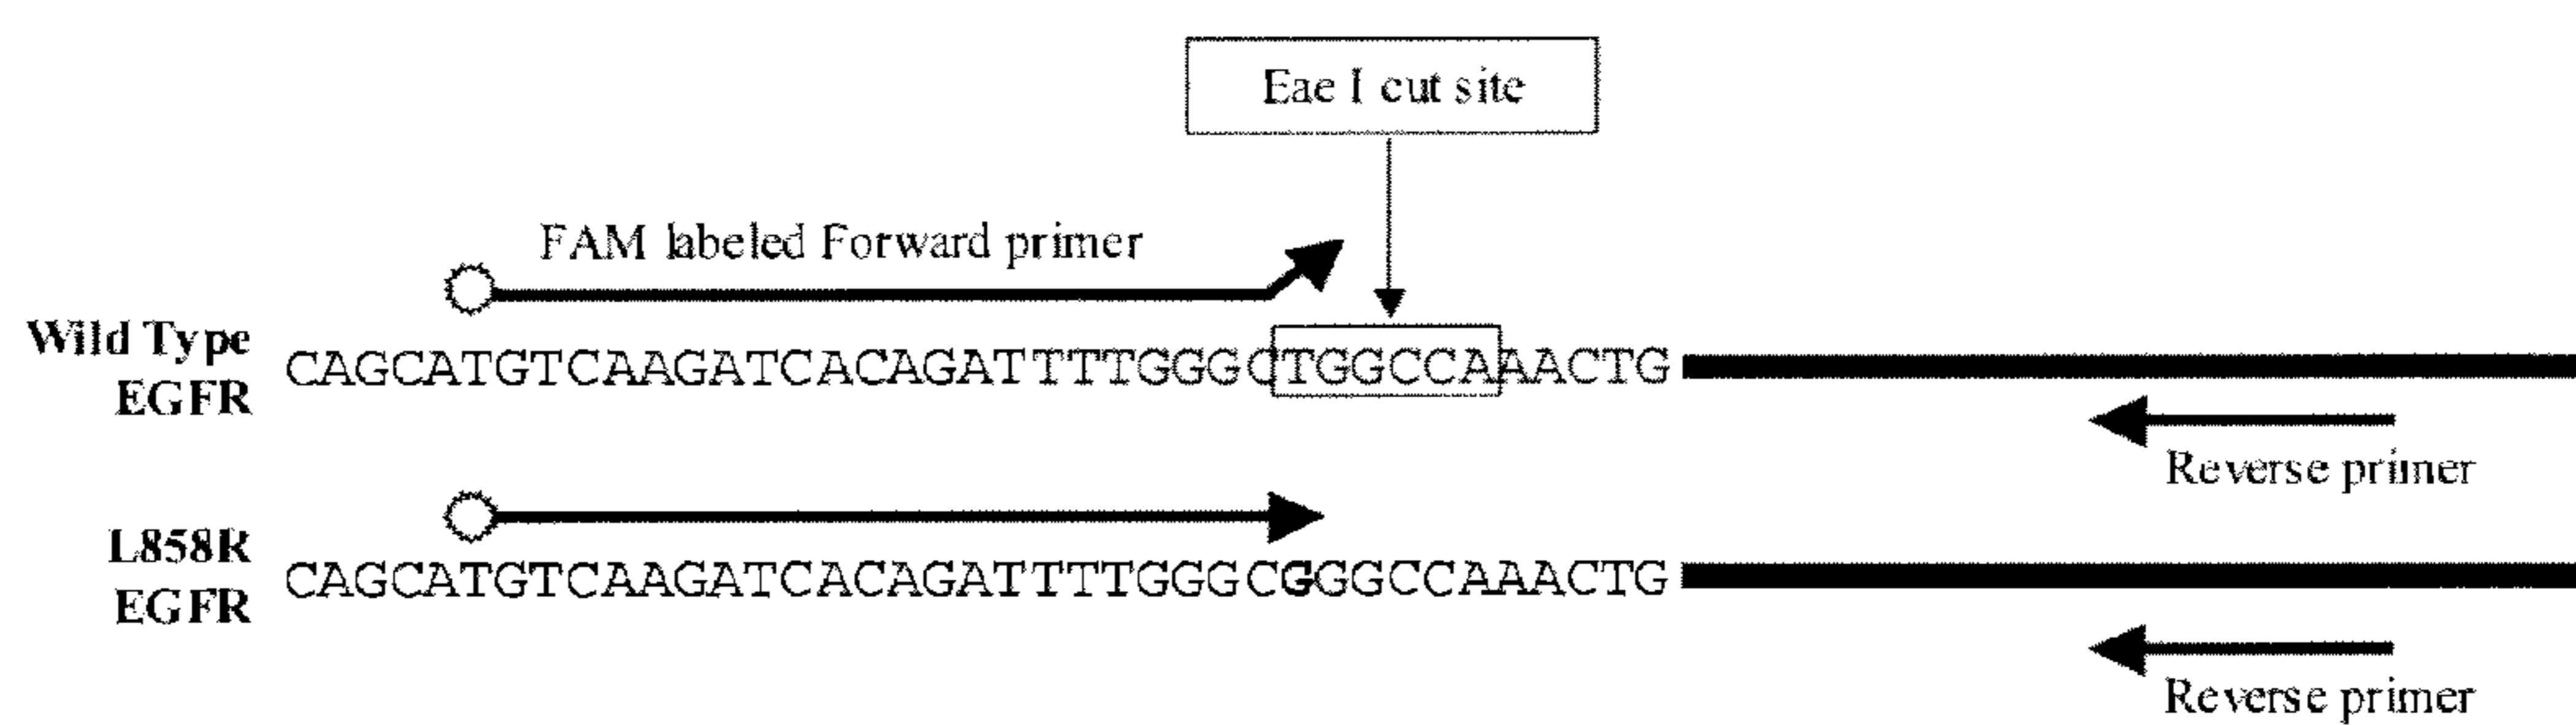 Eae I cut site
FAM labeled Forward primer
Wild Type
EGFR
CAGCATGTCAAGATCACAGATTTTGGGCTGGCCAAACTG
Reverse primer
L858R
EGFR
CAGCATGTCAAGATCACAGATTTTGGGCGGGCCAAACTG
Reverse primer